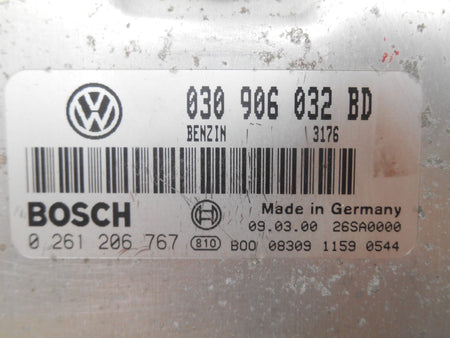 030 906 032 BD
BENZIN 3176
BOSCH
Made in Germany
09.03.00 26SA0000
0 261 206 767 810 B00 08309 1159 0544